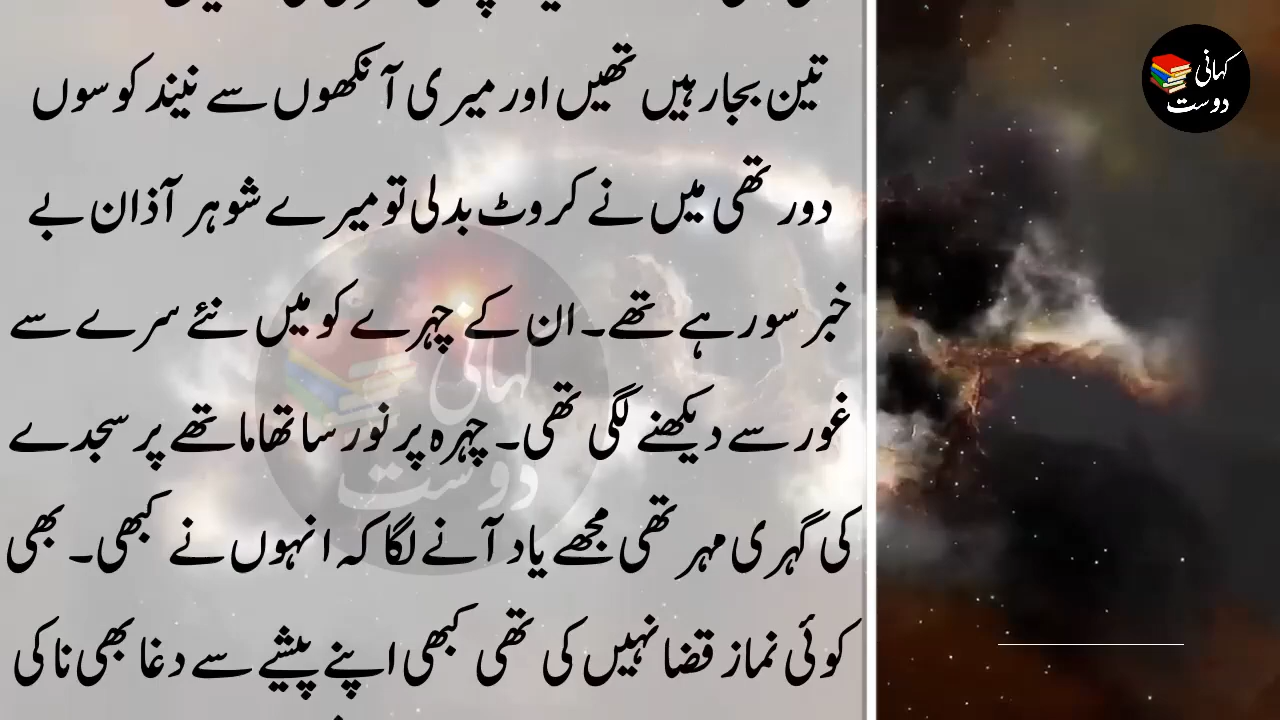 تین بجا رہیں تھیں اور میری آنکھوں سے نیند کوسوں
دور تھی میں نے کروٹ بدلی تو میرے شوہر آذان بے
خبر سو رہے تھے۔ ان کے چہرے کو میں نئے سرے سے
غور سے دیکھنے لگی تھی۔ چہرہ پر نور سا تھا ماتھے پر سجدے
کی گہری مہر تھی مجھے یاد آنے لگا کہ انہوں نے کبھی۔ بھی
کوئی نماز قضا نہیں کی تھی کبھی اپنے پیشے سے دغا بھی نا کی
کہانی
دوست
کہانی
دوست